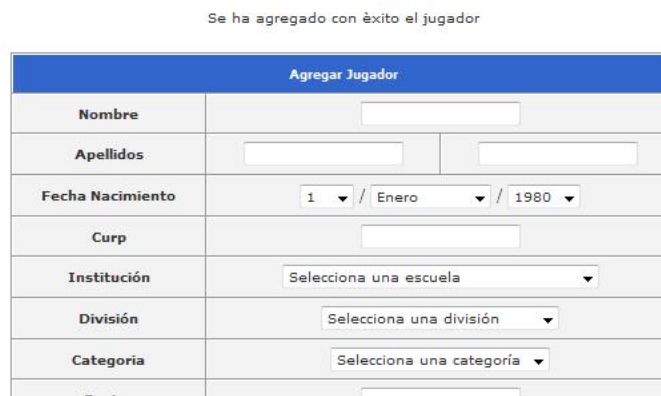 Se ha agregado con èxito el jugador
Agregar Jugador
Nombre
Apellidos
Fecha Nacimiento 1 / Enero / 1980
Curp
Institución Selecciona una escuela
División Selecciona una división
Categoria Selecciona una categoría